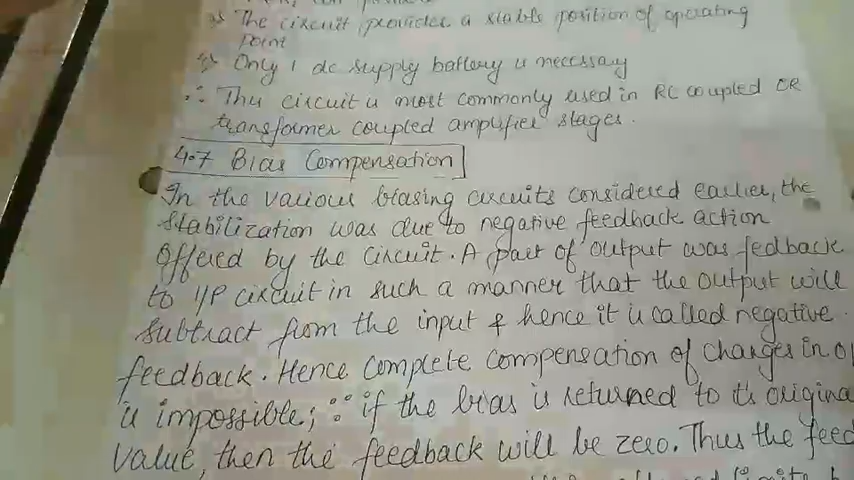 3) The circuit provides a stable position of operating
point
4) Only 1 dc supply battery is necessary
∴ This circuit is most commonly used in RC coupled OR
transformer coupled amplifier stages.
4.7 Bias Compensation
In the various biasing circuits considered earlier, the
stabilization was due to negative feedback action
offered by the circuit. A part of output was fedback
to I/P circuit in such a manner that the output will
subtract from the input & hence it is called negative
feedback. Hence complete compensation of changes in
is impossible; ∵ if the bias is returned to its origina
value, then the feedback will be zero. Thus the feed